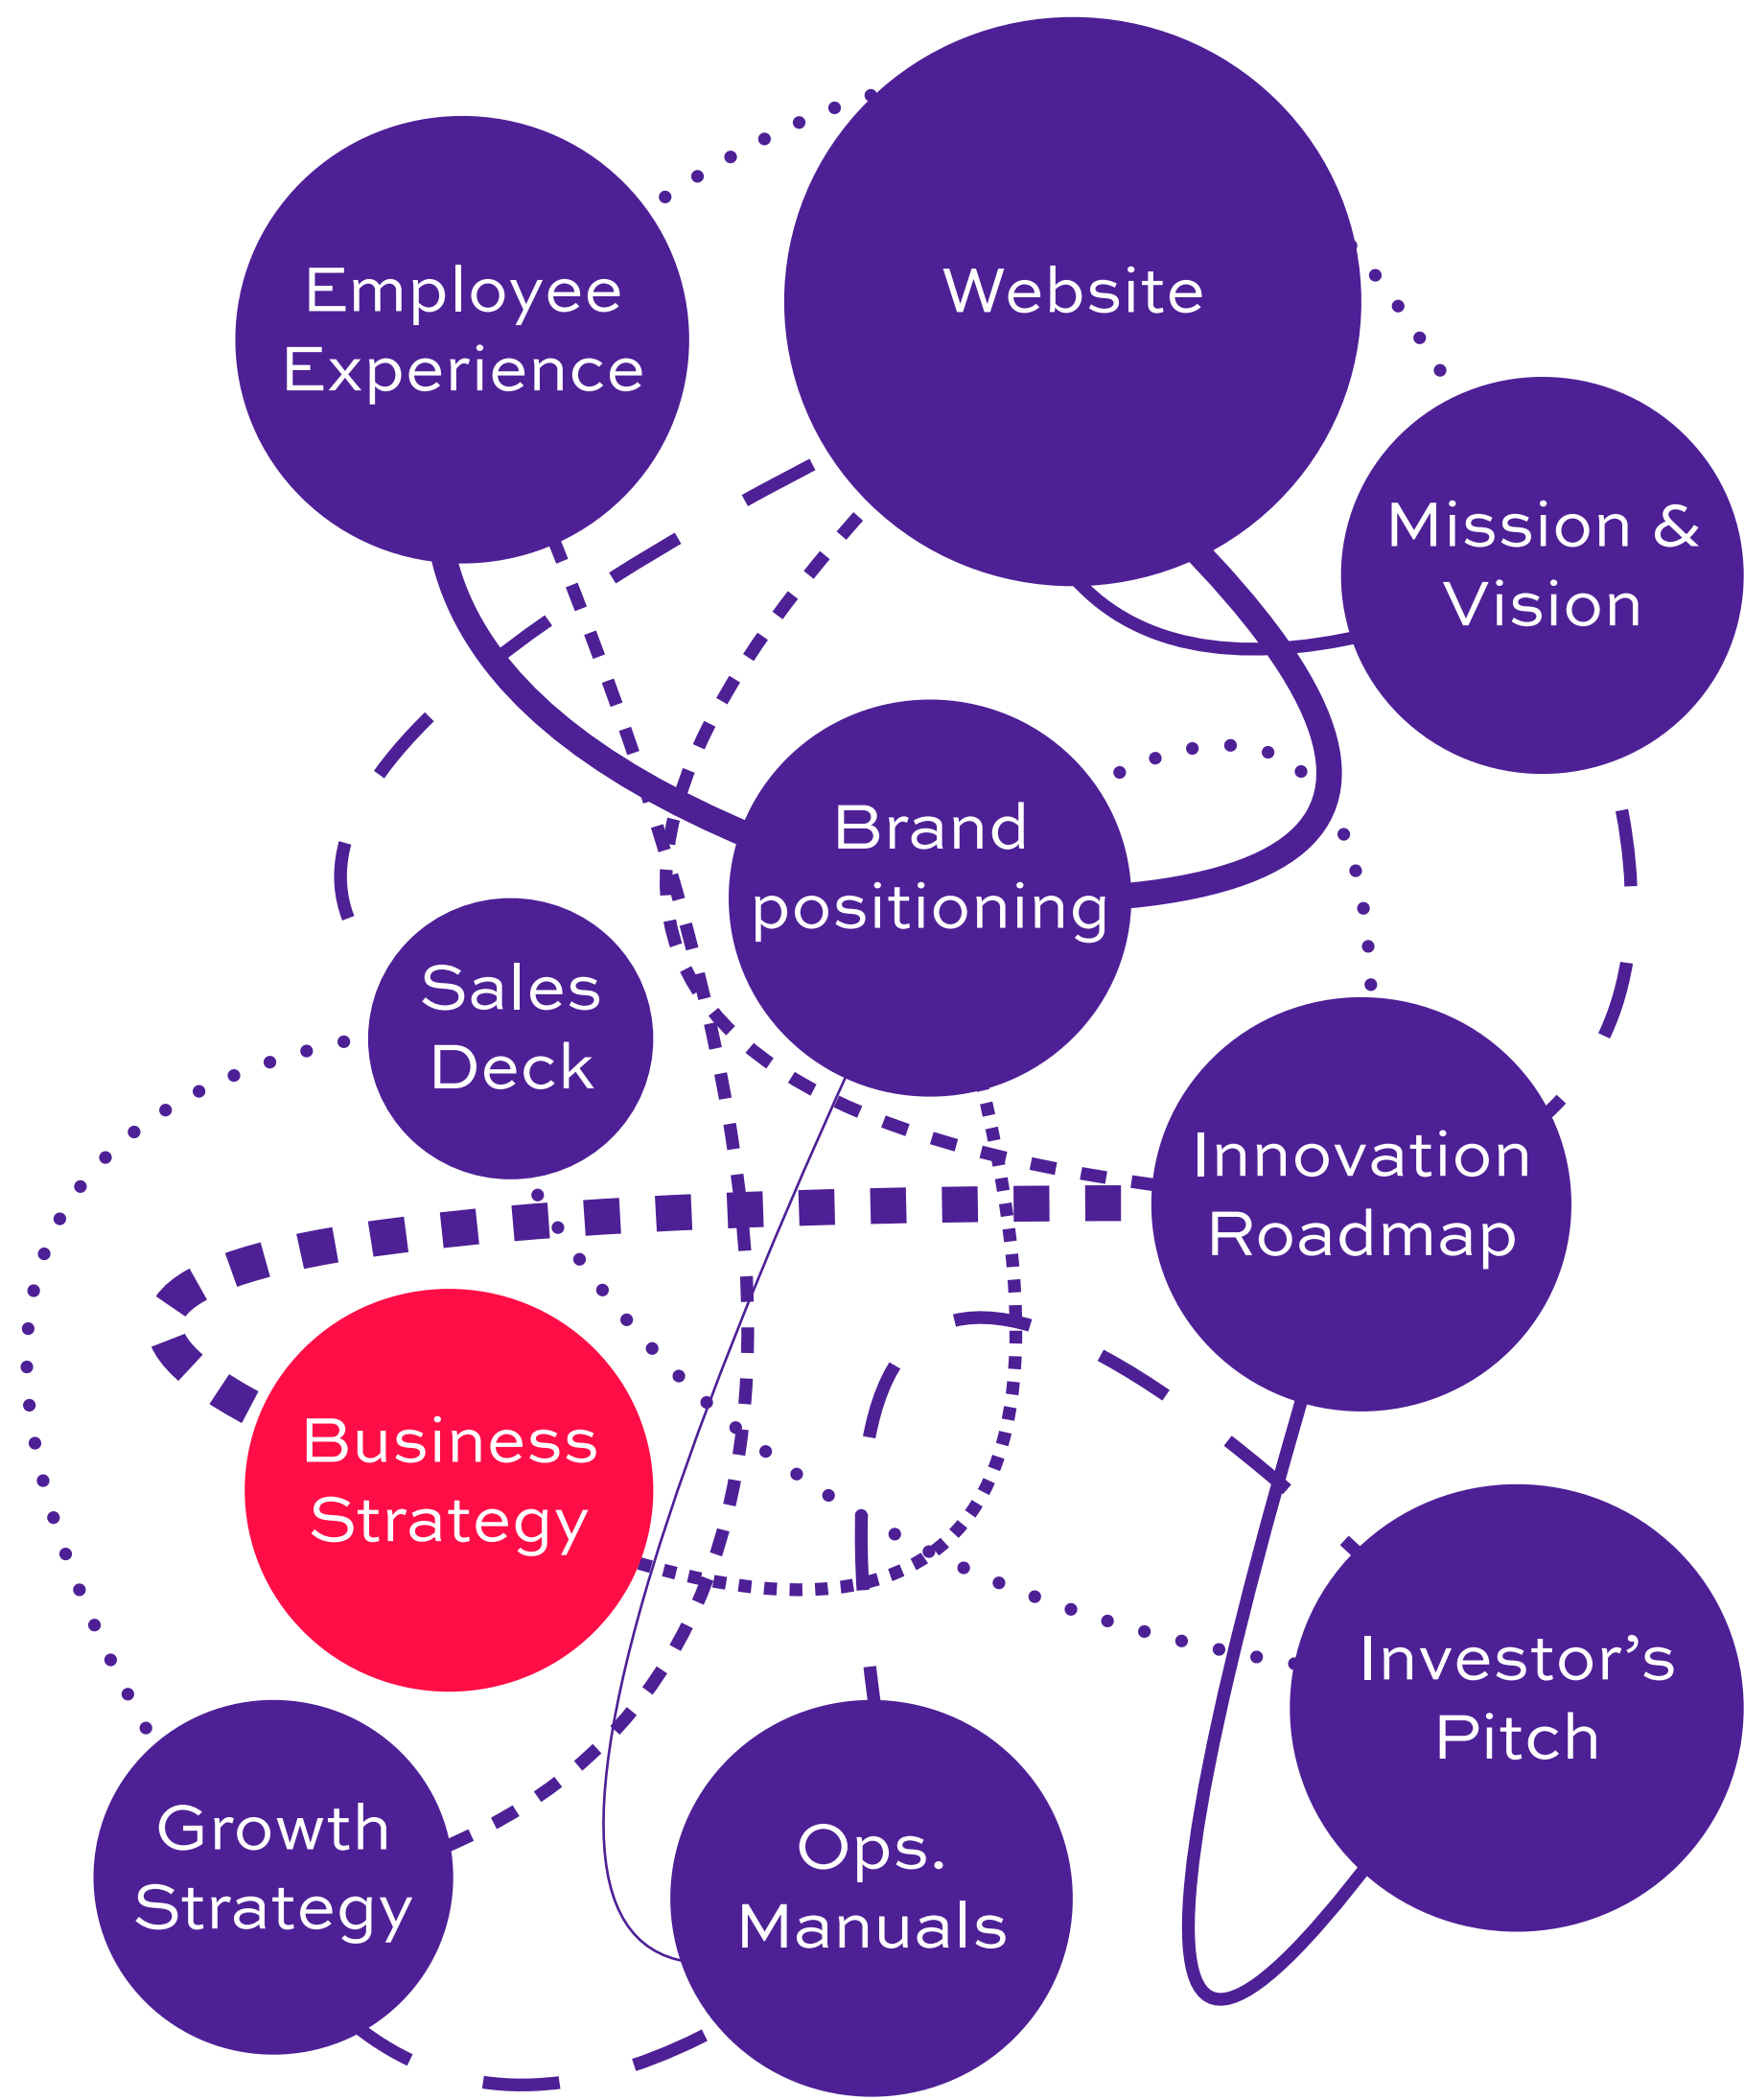 Employee
Experience
Website
Mission &
Vision
Brand
positioning
Sales
Deck
Innovation
Roadmap
Business
Strategy
Investor’s
Pitch
Growth
Strategy
Ops.
Manuals